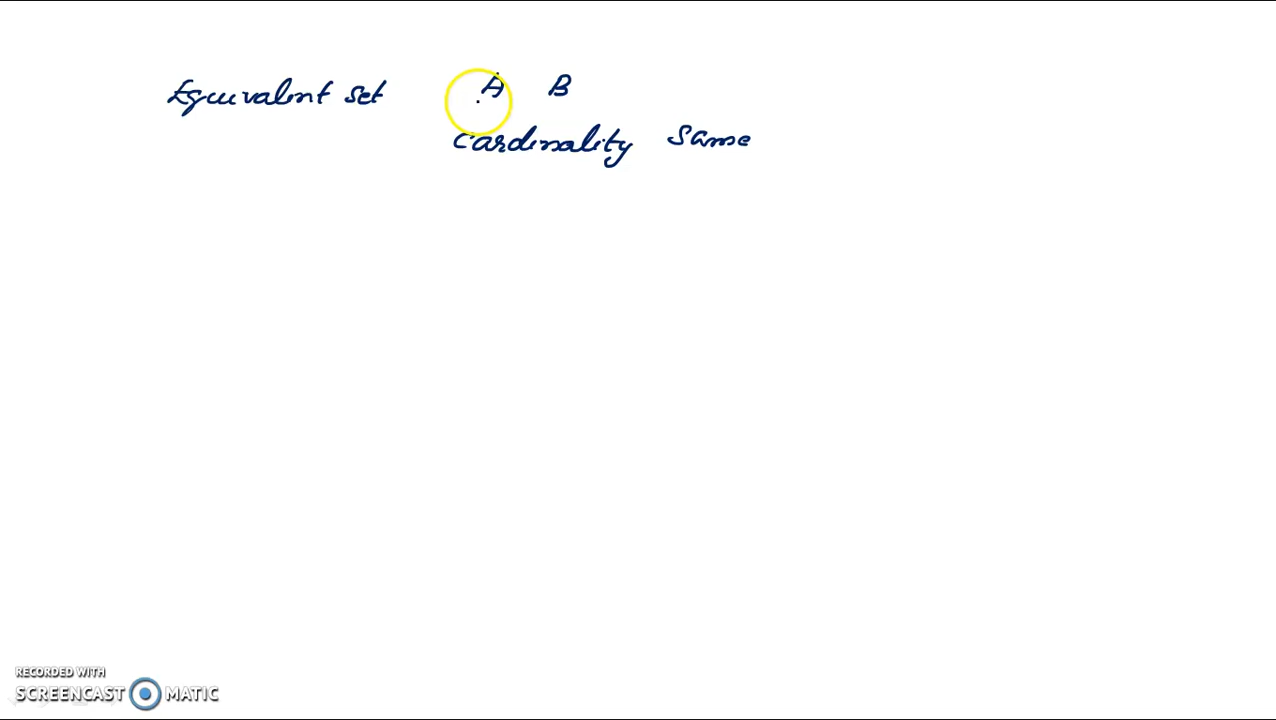 Equivalent set A B
Cardinality same
RECORDED WITH
SCREENCAST MATIC